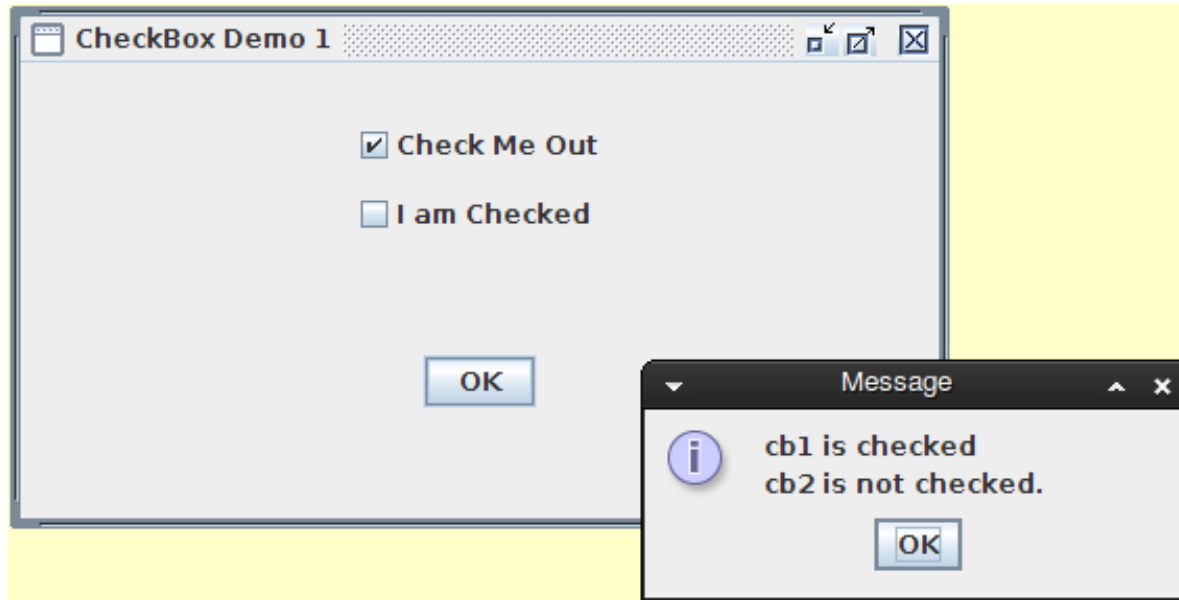 CheckBox Demo 1
Check Me Out
I am Checked
OK
Message
cb1 is checked
cb2 is not checked.
OK